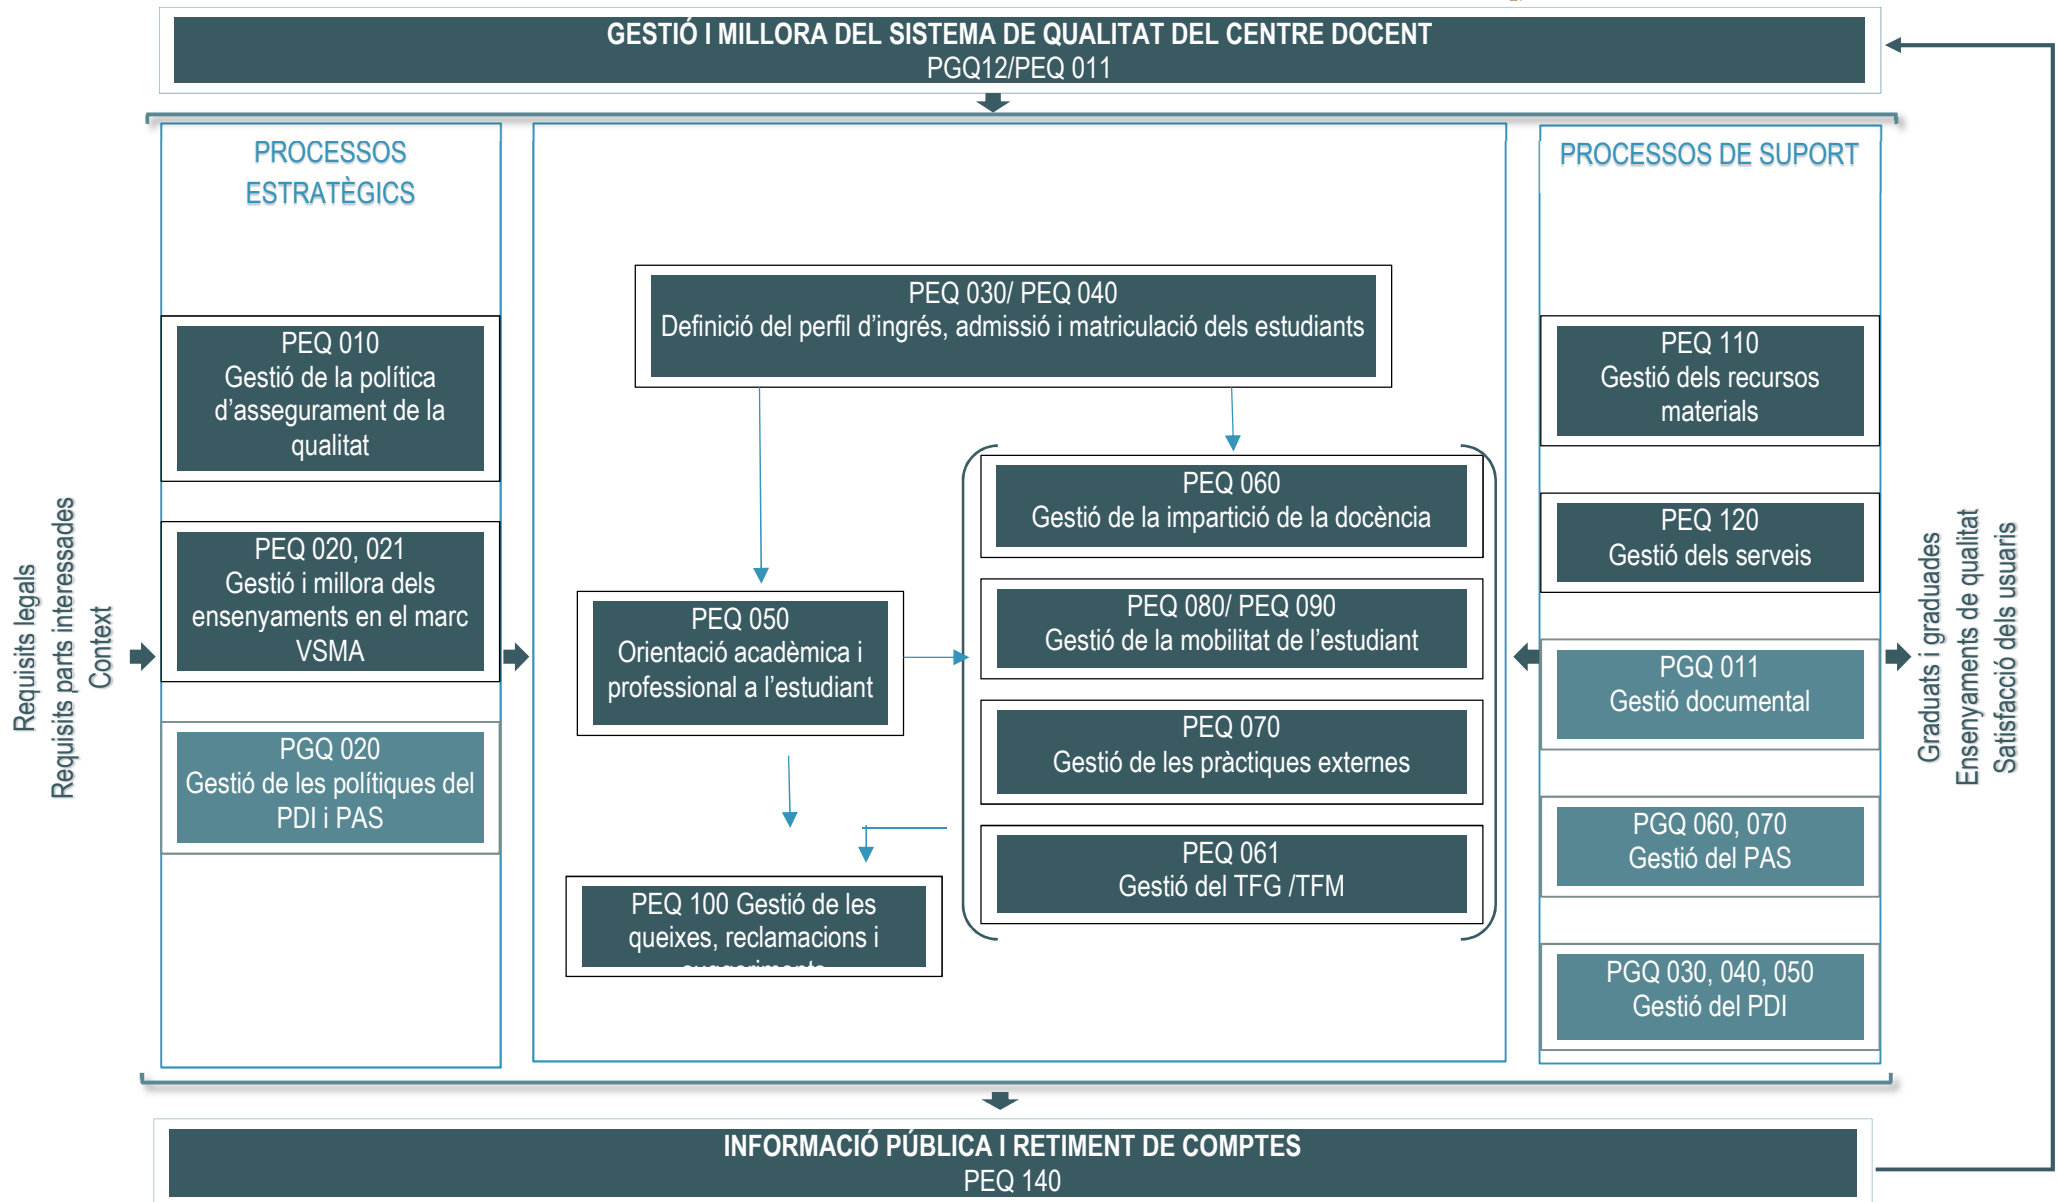 GESTIÓ I MILLORA DEL SISTEMA DE QUALITAT DEL CENTRE DOCENT
PGQ12/PEQ 011
Requisits legals
Requisits parts interessades
Context
PROCESSOS
ESTRATÈGICS
PEQ 010
Gestió de la política
d’assegurament de la
qualitat
PEQ 020, 021
Gestió i millora dels
ensenyaments en el marc
VSMA
PGQ 020
Gestió de les polítiques del
PDI i PAS
PEQ 030/ PEQ 040
Definició del perfil d’ingrés, admissió i matriculació dels estudiants
PEQ 050
Orientació acadèmica i
professional a l’estudiant
PEQ 060
Gestió de la impartició de la docència
PEQ 080/ PEQ 090
Gestió de la mobilitat de l’estudiant
PEQ 070
Gestió de les pràctiques externes
PEQ 061
Gestió del TFG /TFM
PEQ 100 Gestió de les
queixes, reclamacions i
PROCESSOS DE SUPORT
PEQ 110
Gestió dels recursos
materials
PEQ 120
Gestió dels serveis
PGQ 011
Gestió documental
PGQ 060, 070
Gestió del PAS
PGQ 030, 040, 050
Gestió del PDI
Graduats i graduades
Ensenyaments de qualitat
Satisfacció dels usuaris
INFORMACIÓ PÚBLICA I RETIMENT DE COMPTES
PEQ 140